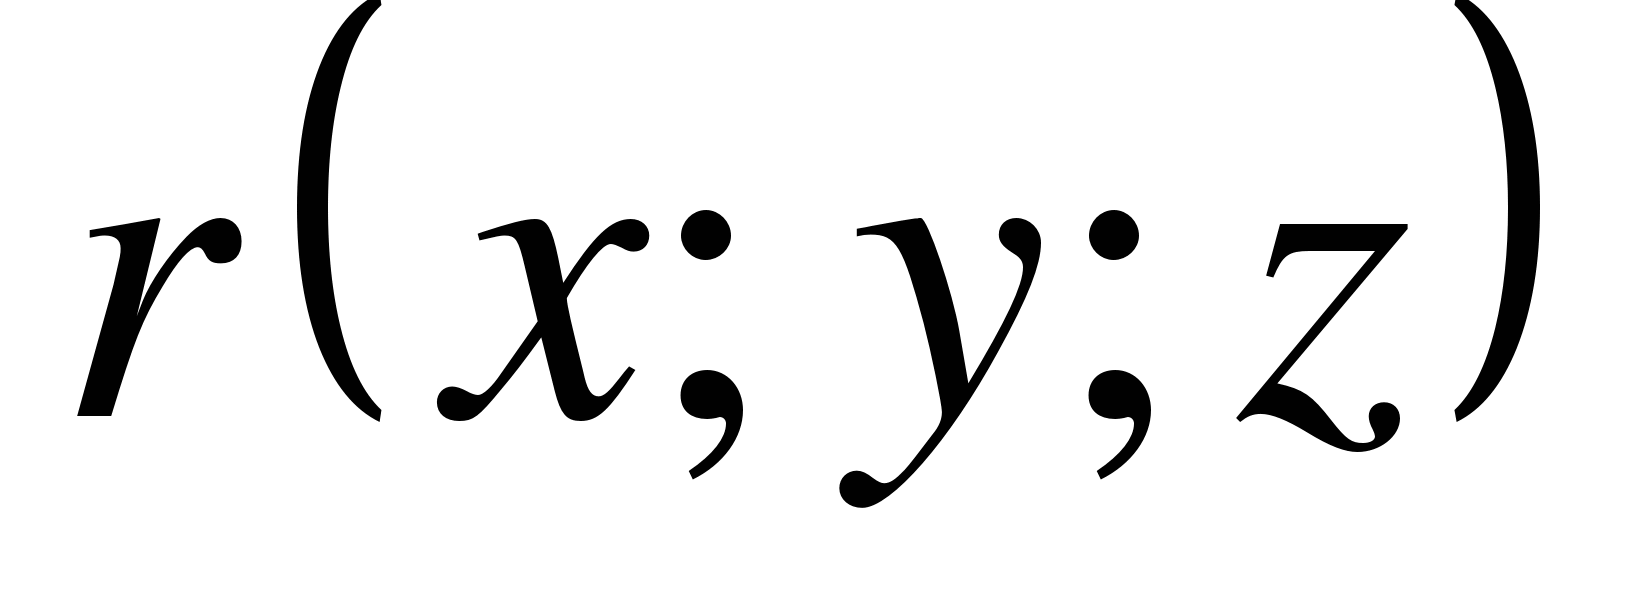 r(x; y; z)